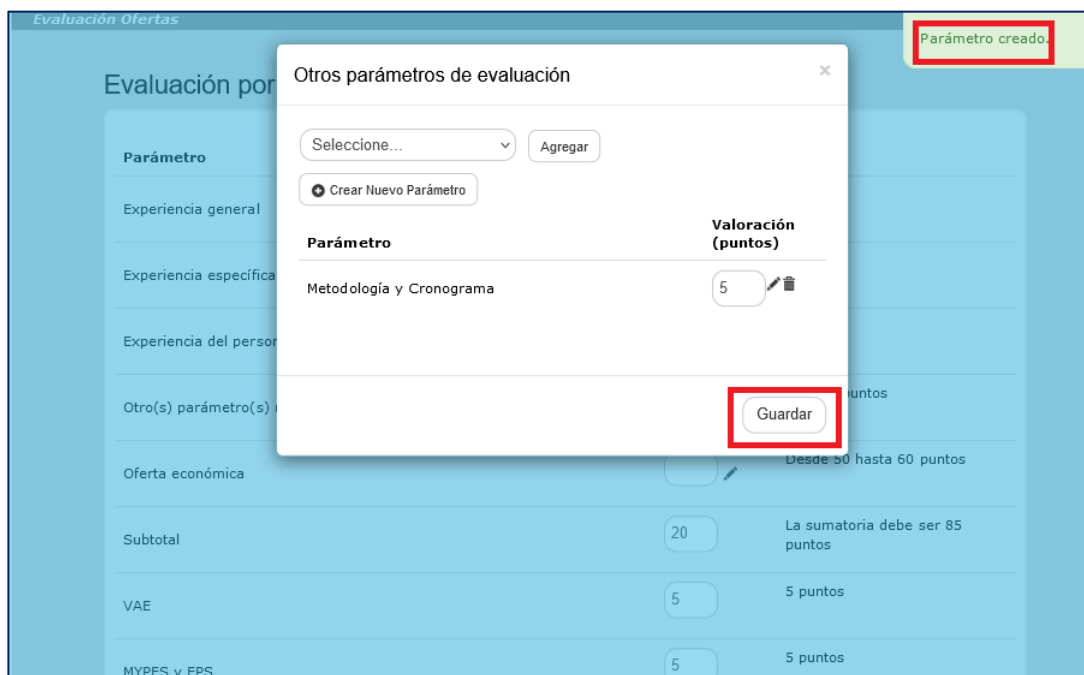 Evaluación Ofertas
Parámetro creado.
Evaluación por
Otros parámetros de evaluación
×
Seleccione...
Agregar
Crear Nuevo Parámetro
Parámetro
Valoración
(puntos)
Metodología y Cronograma
5
Guardar
Parámetro
Experiencia general
Experiencia específica
Experiencia del person
Otro(s) parámetro(s)
untos
Oferta económica
Desde 50 hasta 60 puntos
Subtotal
20
La sumatoria debe ser 85
puntos
VAE
5
5 puntos
MYPES y EPS
5
5 puntos